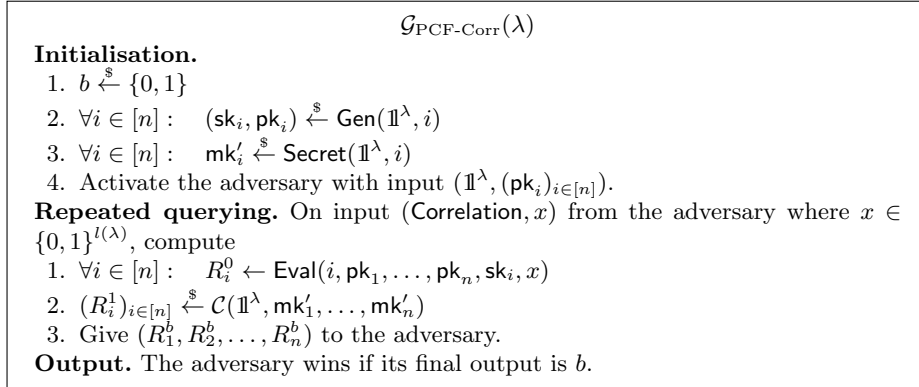 𝒢_PCF-Corr(λ)
Initialisation.
1. b ←$ {0, 1}
2. ∀i ∈ [n] : (sk_i, pk_i) ←$ Gen(𝟙^λ, i)
3. ∀i ∈ [n] : mk′_i ←$ Secret(𝟙^λ, i)
4. Activate the adversary with input (𝟙^λ, (pk_i)_{i∈[n]}).
Repeated querying. On input (Correlation, x) from the adversary where x ∈
{0, 1}^{l(λ)}, compute
1. ∀i ∈ [n] : R_i^0 ← Eval(i, pk_1, . . . , pk_n, sk_i, x)
2. (R_i^1)_{i∈[n]} ←$ 𝒞(𝟙^λ, mk′_1, . . . , mk′_n)
3. Give (R_1^b, R_2^b, . . . , R_n^b) to the adversary.
Output. The adversary wins if its final output is b.